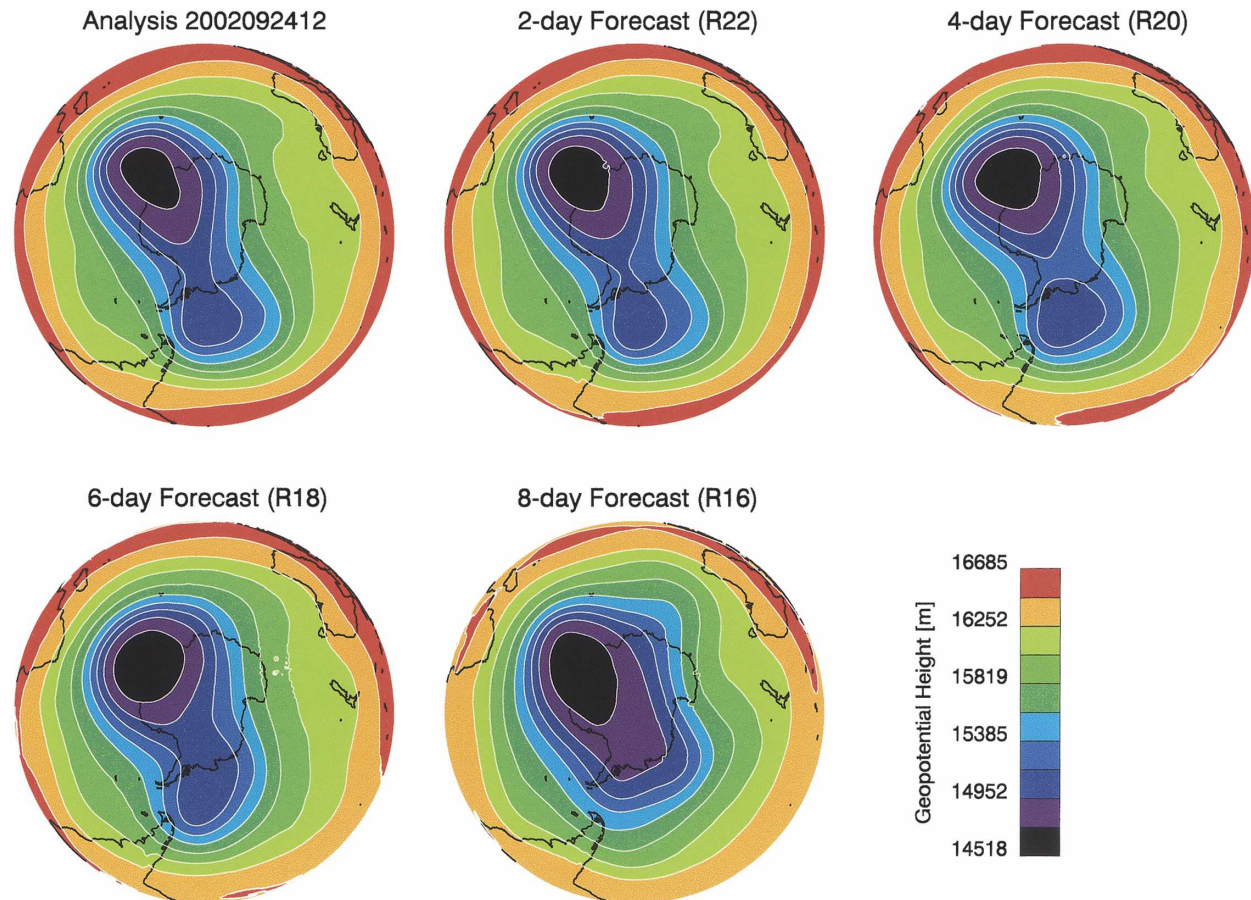 Analysis 2002092412
2-day Forecast (R22)
4-day Forecast (R20)
6-day Forecast (R18)
8-day Forecast (R16)
Geopotential Height [m]
16685
16252
15819
15385
14952
14518